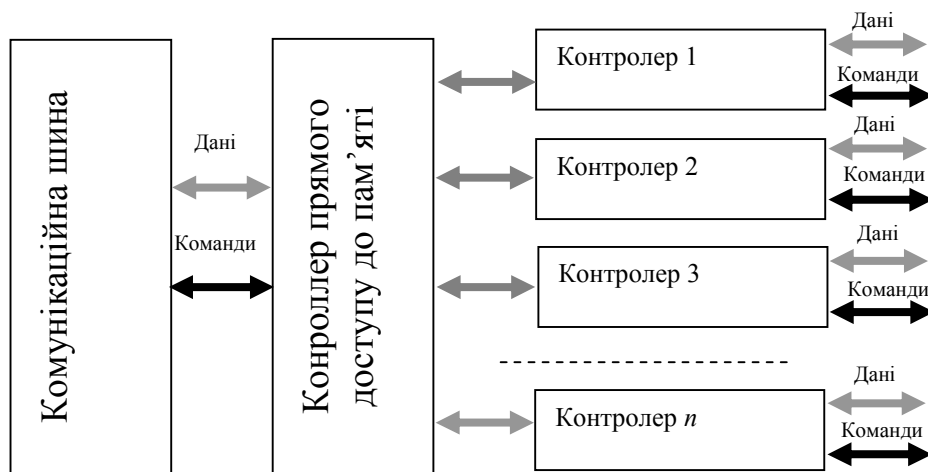 Комунікаційна шина
Дані
Команди
Конроллер прямого
доступу до пам’яті
Контролер 1
Дані
Команди
Контролер 2
Дані
Команди
Контролер 3
Дані
Команди
Контролер n
Дані
Команди